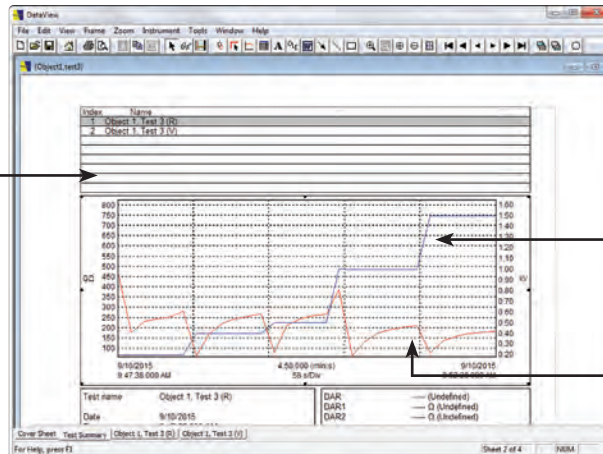 DataView
File Edit View Frame Zoom Instrument Tools Window Help
(Object1,test3)
Index Name
1 Object 1, Test 3 (R)
2 Object 1, Test 3 (V)
800
750
700
650
600
550
500
450
400
350
300
250
200
150
100
1.60
1.50
1.40
1.30
1.20
1.10
1.00
0.90
0.80
0.70
0.60
0.50
0.40
0.30
0.20
kV
9/10/2015
9:47:38.000 AM
4:50.000 (min:s)
58 s/Div
9/10/2015
Test name Object 1, Test 3 (R)
Date 9/10/2015
DAR ---- (Undefined)
DAR1 ---- Ω (Undefined)
DAR2 ---- Ω (Undefined)
Cover Sheet Test Summary Object 1, Test 3 (R) Object 1, Test 3 (V)
For Help, press F1
Sheet 2 of 4 NUM